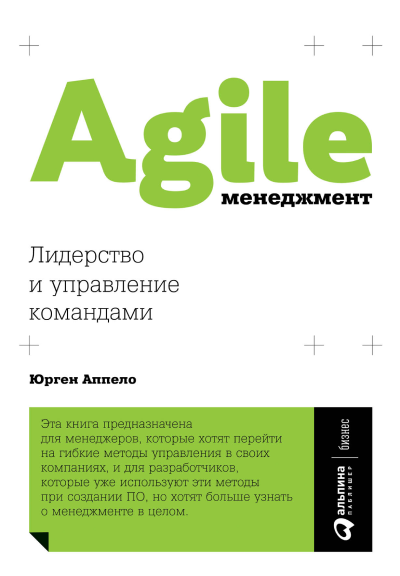 Agile
менеджмент
Лидерство
и управление
командами
Юрген Аппело
Эта книга предназначена
для менеджеров, которые хотят перейти
на гибкие методы управления в своих
компаниях, и для разработчиков,
которые уже используют эти методы
при создании ПО, но хотят больше узнать
о менеджменте в целом.
альпина
ПАБЛИШЕР
бизнес